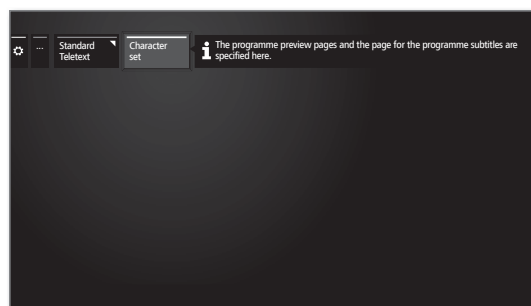 ...
Standard
Teletext
Character
set
The programme preview pages and the page for the programme subtitles are
specified here.